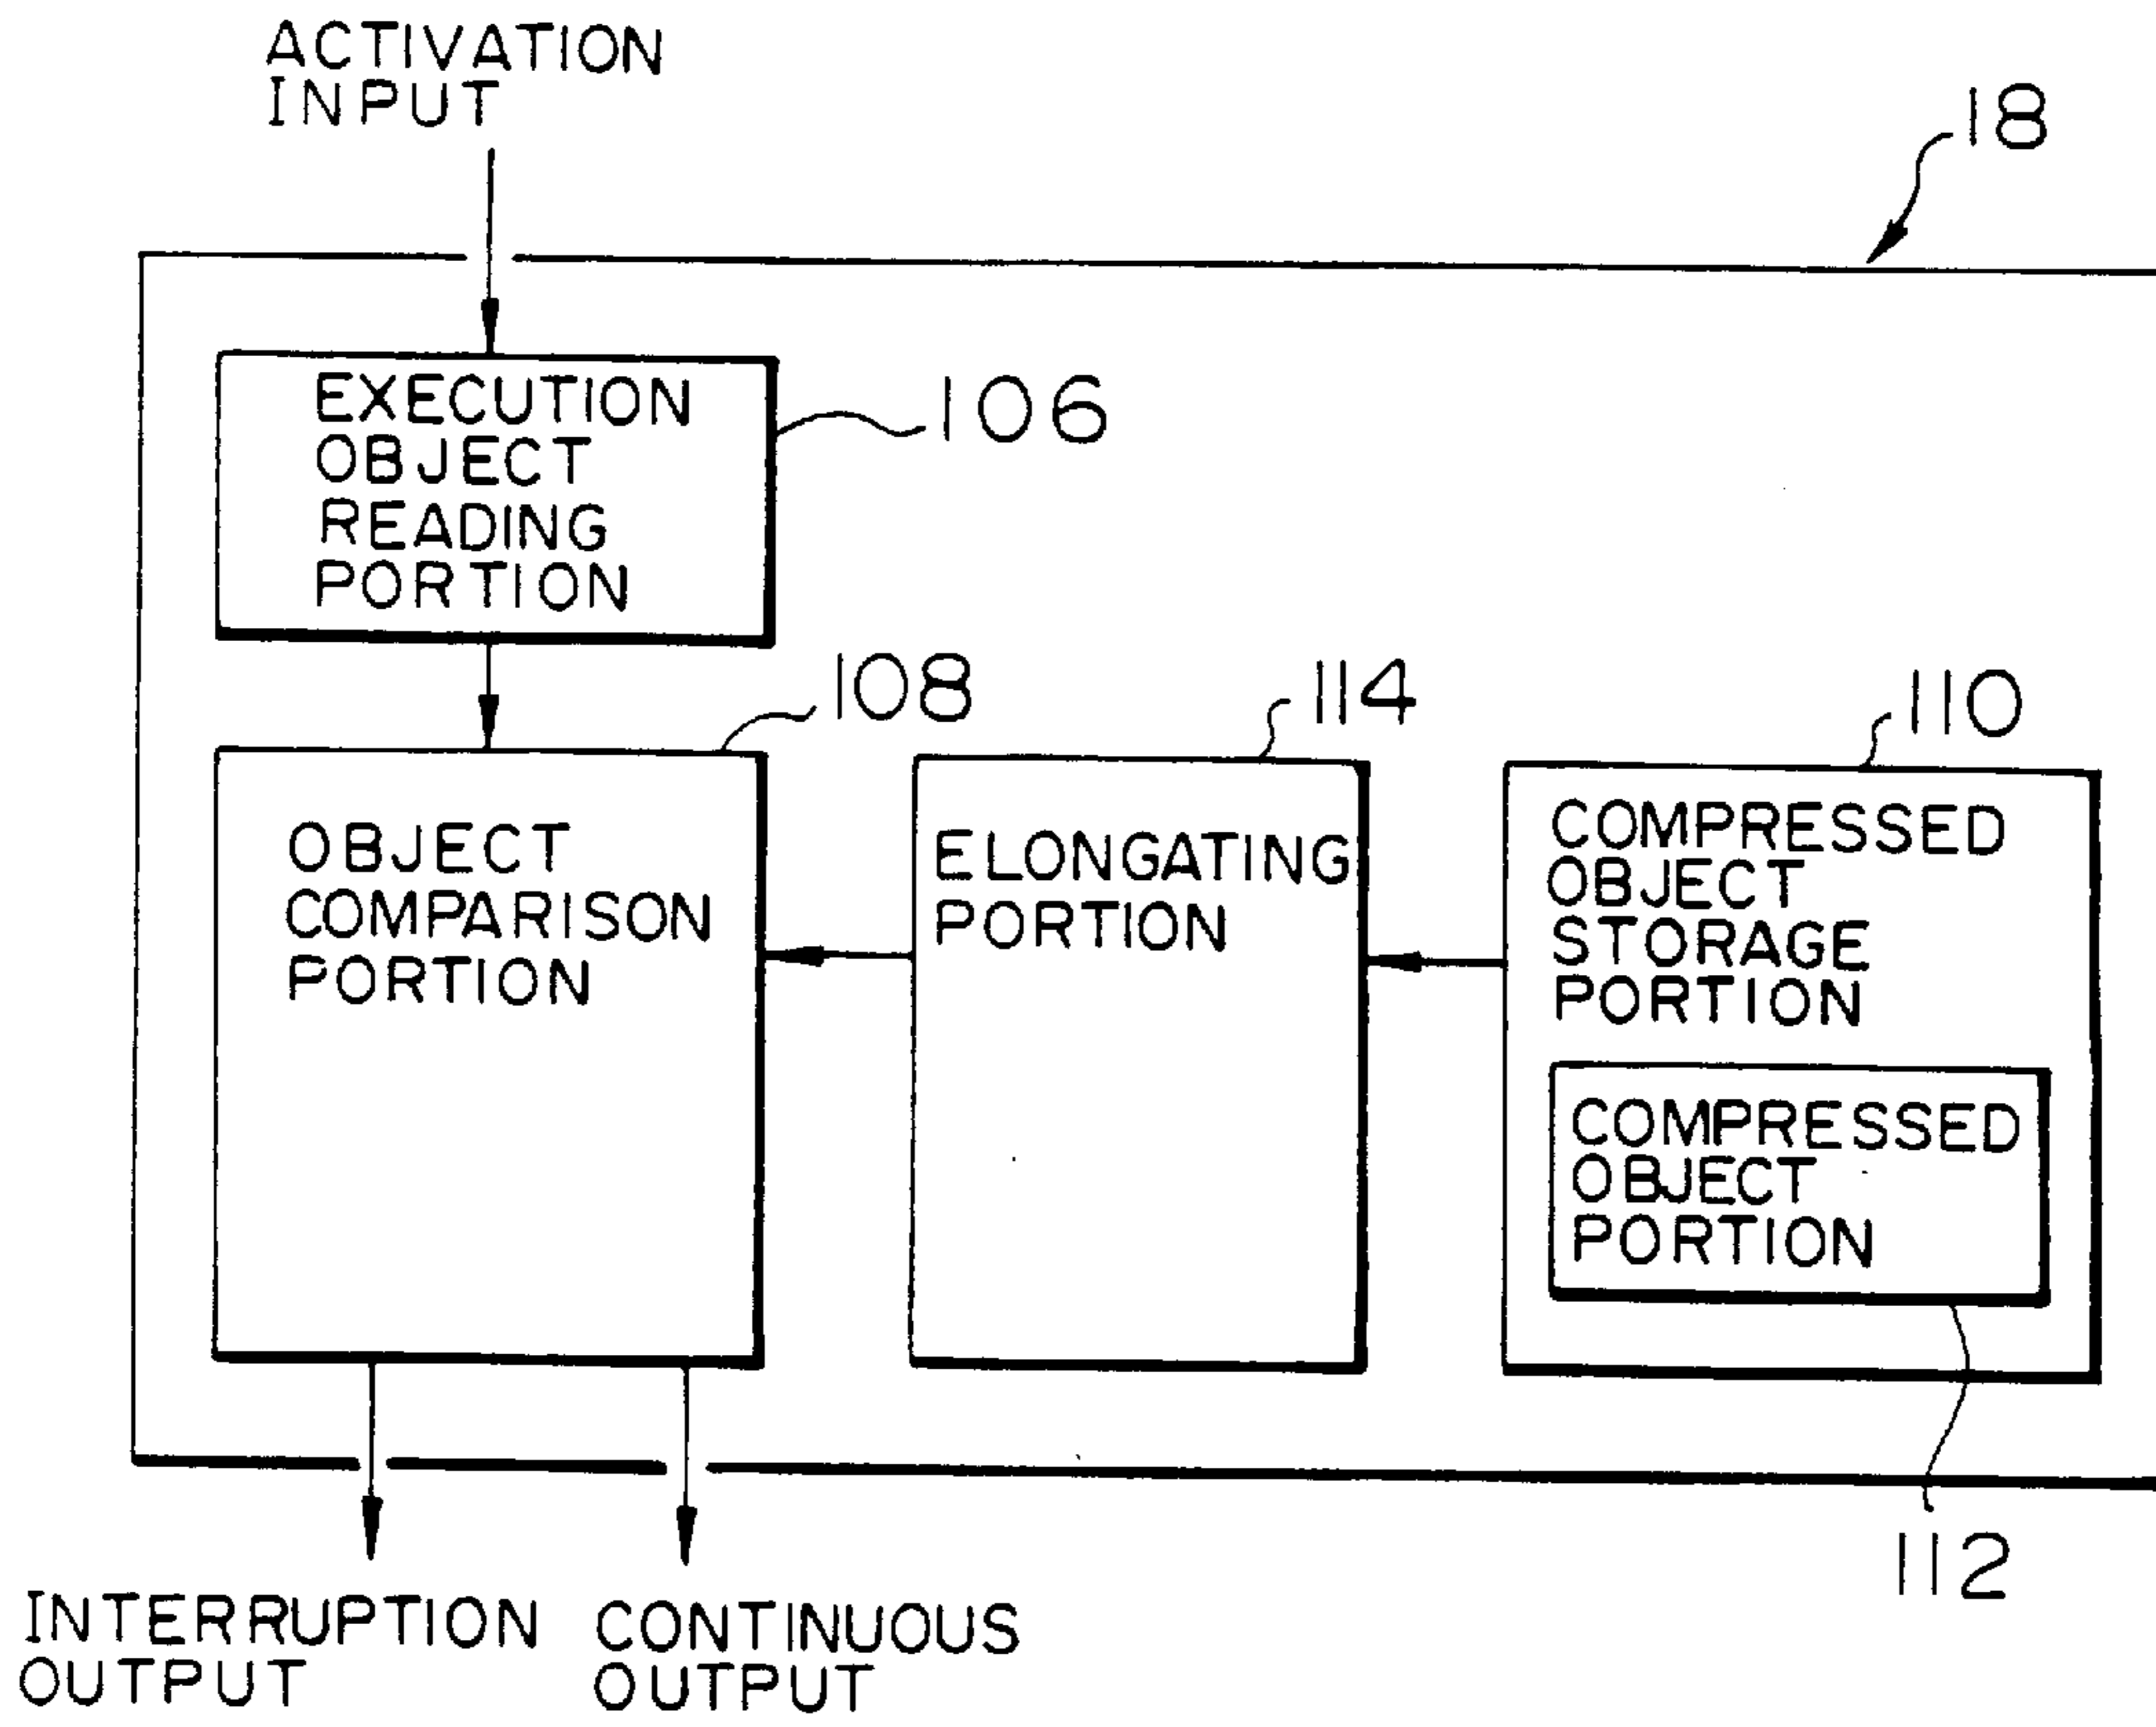 ACTIVATION
INPUT
18
EXECUTION
OBJECT
READING
PORTION
106
108
114
110
OBJECT
COMPARISON
PORTION
ELONGATING
PORTION
COMPRESSED
OBJECT
STORAGE
PORTION
COMPRESSED
OBJECT
PORTION
112
INTERRUPTION
OUTPUT
CONTINUOUS
OUTPUT